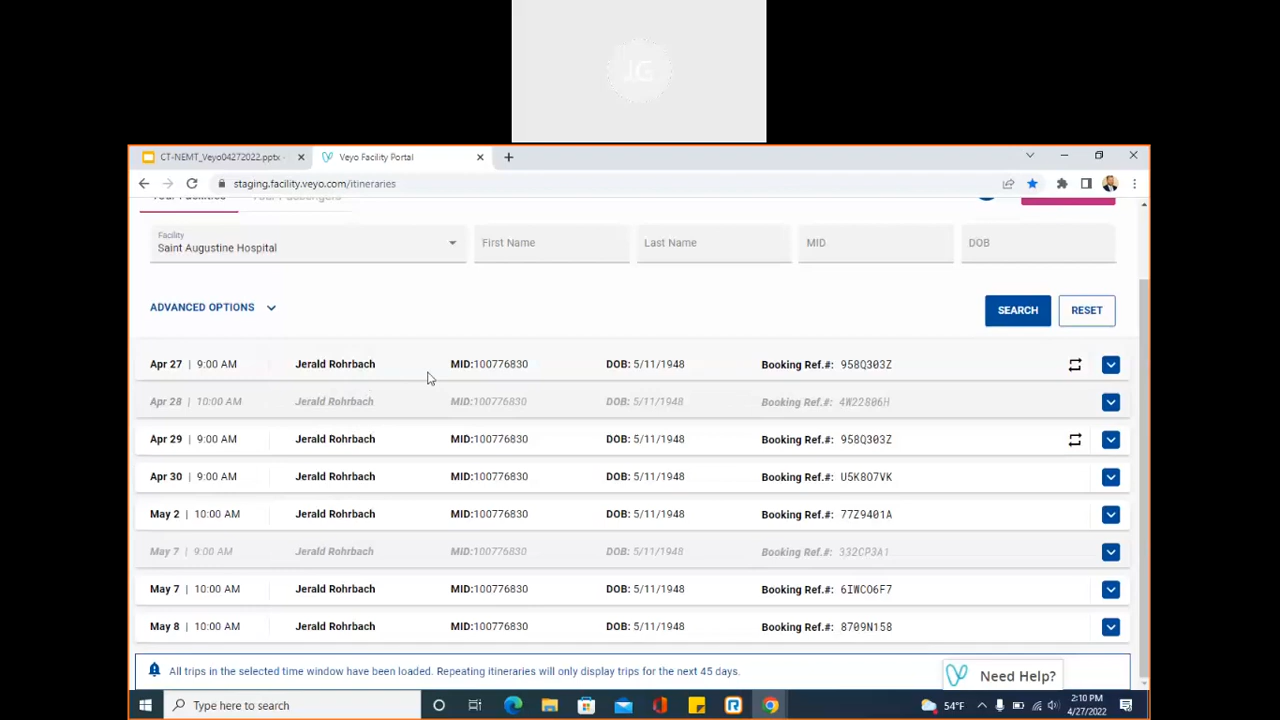 JG
CT-NEMT_Veyo04272022.pptx
Veyo Facility Portal
staging.facility.veyo.com/itineraries
Your Facilities Your Passengers
Facility
Saint Augustine Hospital
First Name
Last Name
MID
DOB
ADVANCED OPTIONS
SEARCH
RESET
Apr 27 | 9:00 AM Jerald Rohrbach MID:100776830 DOB: 5/11/1948 Booking Ref.#: 958Q303Z
Apr 28 | 10:00 AM Jerald Rohrbach MID:100776830 DOB: 5/11/1948 Booking Ref.#: 4W22806H
Apr 29 | 9:00 AM Jerald Rohrbach MID:100776830 DOB: 5/11/1948 Booking Ref.#: 958Q303Z
Apr 30 | 9:00 AM Jerald Rohrbach MID:100776830 DOB: 5/11/1948 Booking Ref.#: U5K807VK
May 2 | 10:00 AM Jerald Rohrbach MID:100776830 DOB: 5/11/1948 Booking Ref.#: 77Z9401A
May 7 | 9:00 AM Jerald Rohrbach MID:100776830 DOB: 5/11/1948 Booking Ref.#: 332CP3A1
May 7 | 10:00 AM Jerald Rohrbach MID:100776830 DOB: 5/11/1948 Booking Ref.#: 6IWCO6F7
May 8 | 10:00 AM Jerald Rohrbach MID:100776830 DOB: 5/11/1948 Booking Ref.#: 8709N158
All trips in the selected time window have been loaded. Repeating itineraries will only display trips for the next 45 days.
Need Help?
Type here to search
54°F
2:10 PM
4/27/2022